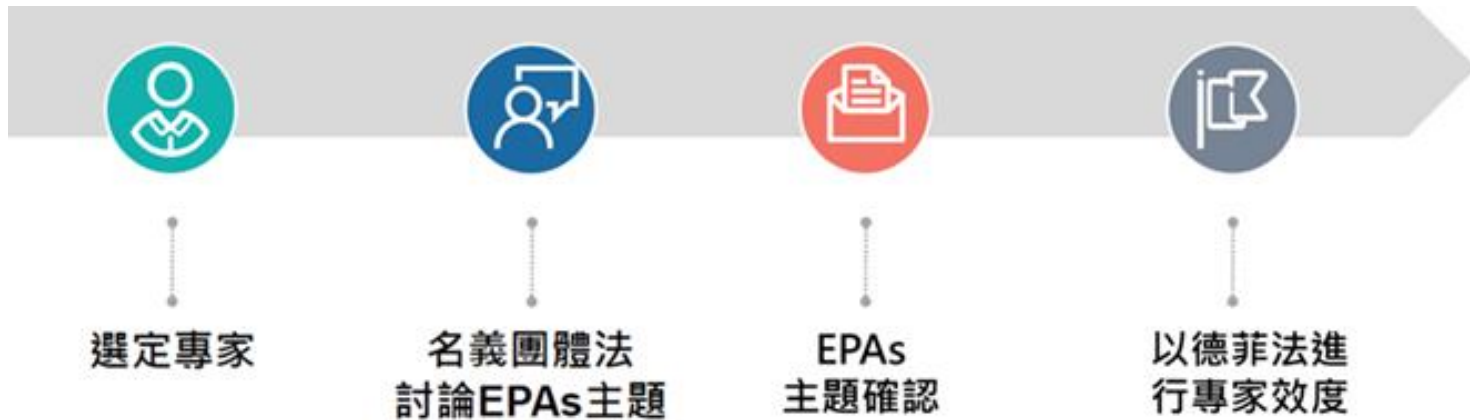 選定專家
名義團體法
討論EPAs主題
EPAs
主題確認
以德菲法進
行專家效度